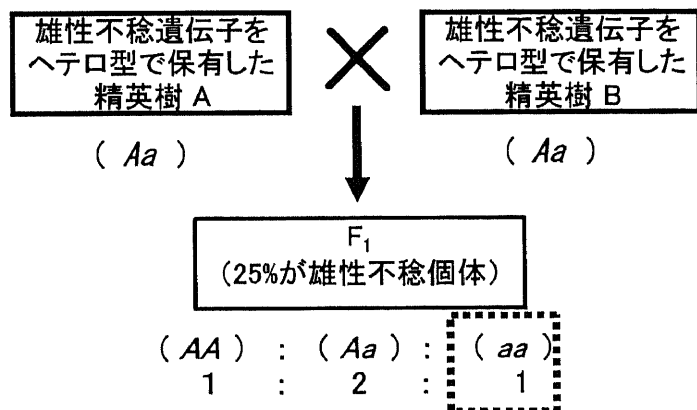 雄性不稔遺伝子を
ヘテロ型で保有した
精英樹 A
雄性不稔遺伝子を
ヘテロ型で保有した
精英樹 B
( Aa )
( Aa )
F₁
(25%が雄性不稔個体)
( AA ) : ( Aa ) : ( aa )
1 : 2 : 1